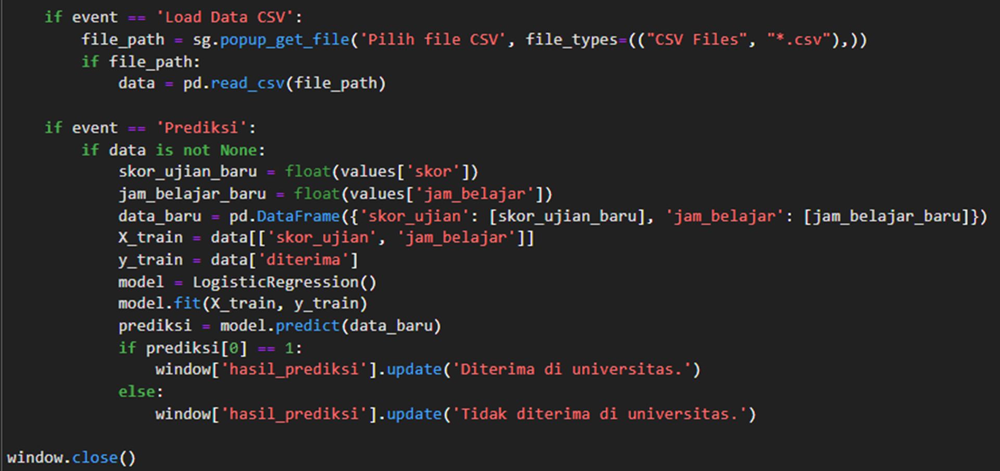 if event == 'Load Data CSV':
file_path = sg.popup_get_file('Pilih file CSV', file_types=(("CSV Files", "*.csv"),))
if file_path:
data = pd.read_csv(file_path)
if event == 'Prediksi':
if data is not None:
skor_ujian_baru = float(values['skor'])
jam_belajar_baru = float(values['jam_belajar'])
data_baru = pd.DataFrame({'skor_ujian': [skor_ujian_baru], 'jam_belajar': [jam_belajar_baru]})
X_train = data[['skor_ujian', 'jam_belajar']]
y_train = data['diterima']
model = LogisticRegression()
model.fit(X_train, y_train)
prediksi = model.predict(data_baru)
if prediksi[0] == 1:
window['hasil_prediksi'].update('Diterima di universitas.')
else:
window['hasil_prediksi'].update('Tidak diterima di universitas.')
window.close()